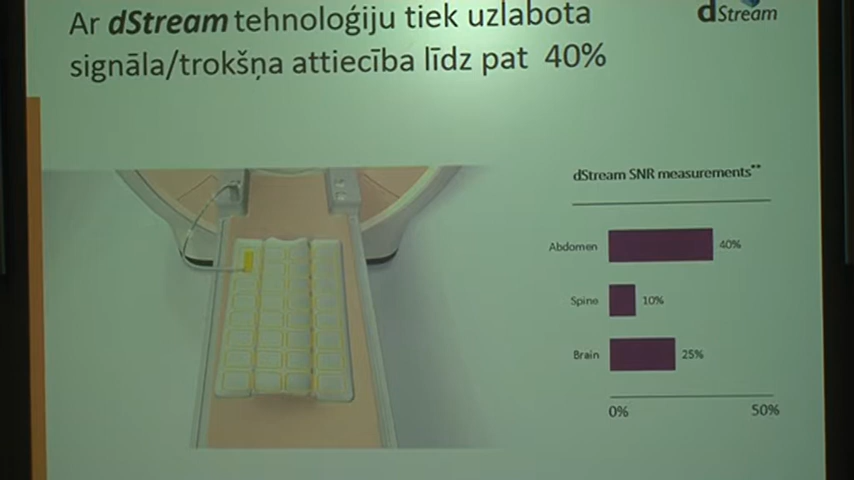 Ar dStream tehnoloģiju tiek uzlabota
signāla/trokšņa attiecība līdz pat 40%
dStream
dStream SNR measurements**
Abdomen 40%
Spine 10%
Brain 25%
0% 50%